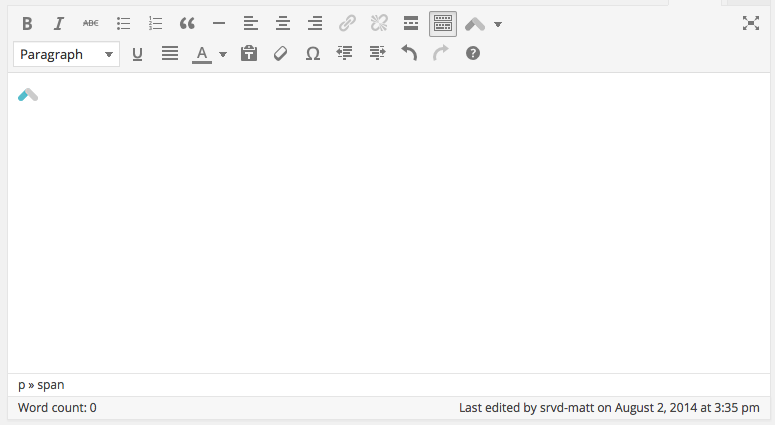 B I ABC
Paragraph U A T Ω ?
p » span
Word count: 0 Last edited by srvd-matt on August 2, 2014 at 3:35 pm